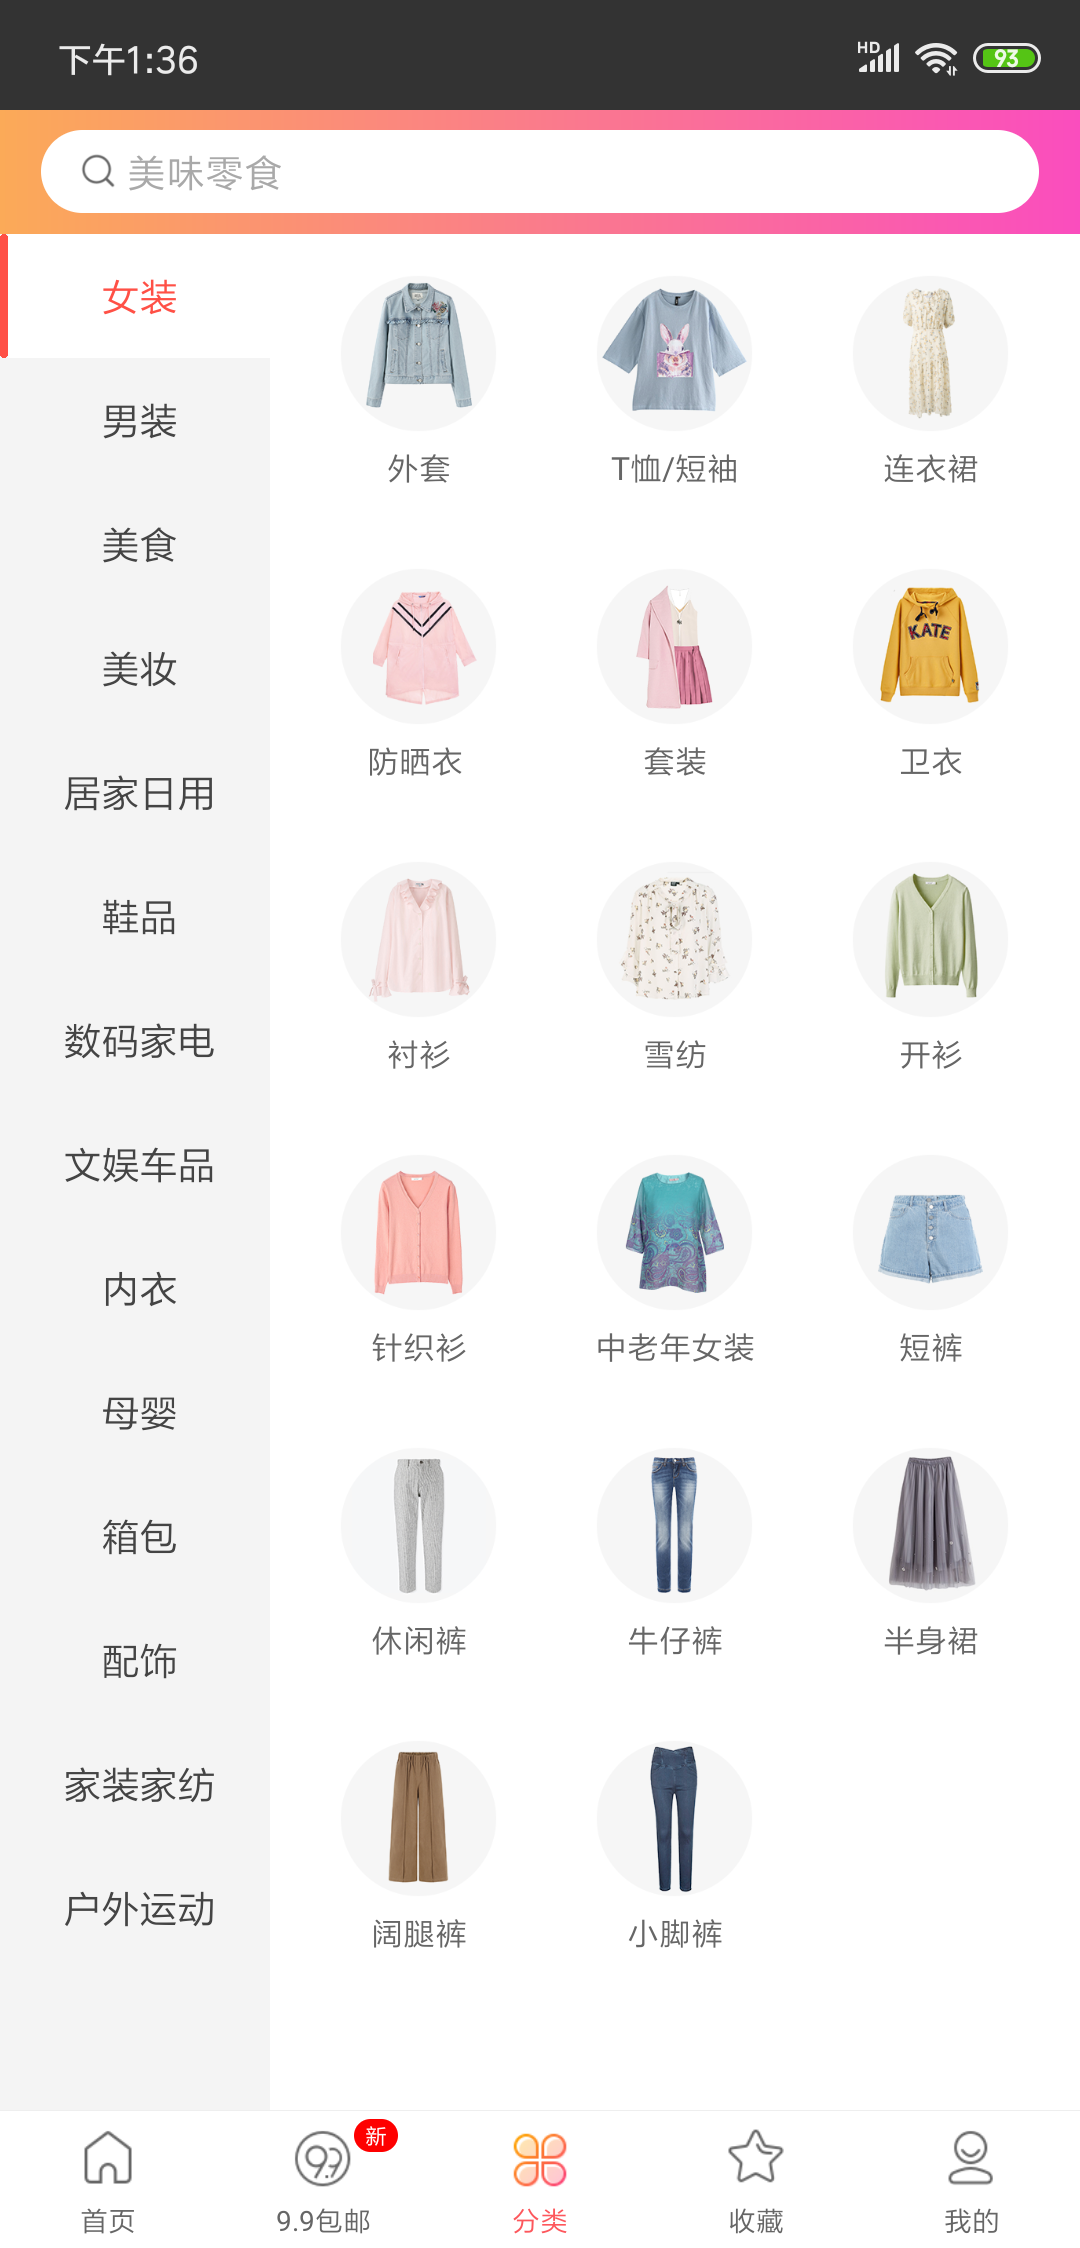 下午1:36
HD
93
美味零食
女装
男装
美食
美妆
居家日用
鞋品
数码家电
文娱车品
内衣
母婴
箱包
配饰
家装家纺
户外运动
外套
T恤/短袖
连衣裙
防晒衣
套装
KATE
卫衣
衬衫
雪纺
开衫
针织衫
中老年女装
短裤
休闲裤
牛仔裤
半身裙
阔腿裤
小脚裤
首页
9.9
新
9.9包邮
分类
收藏
我的